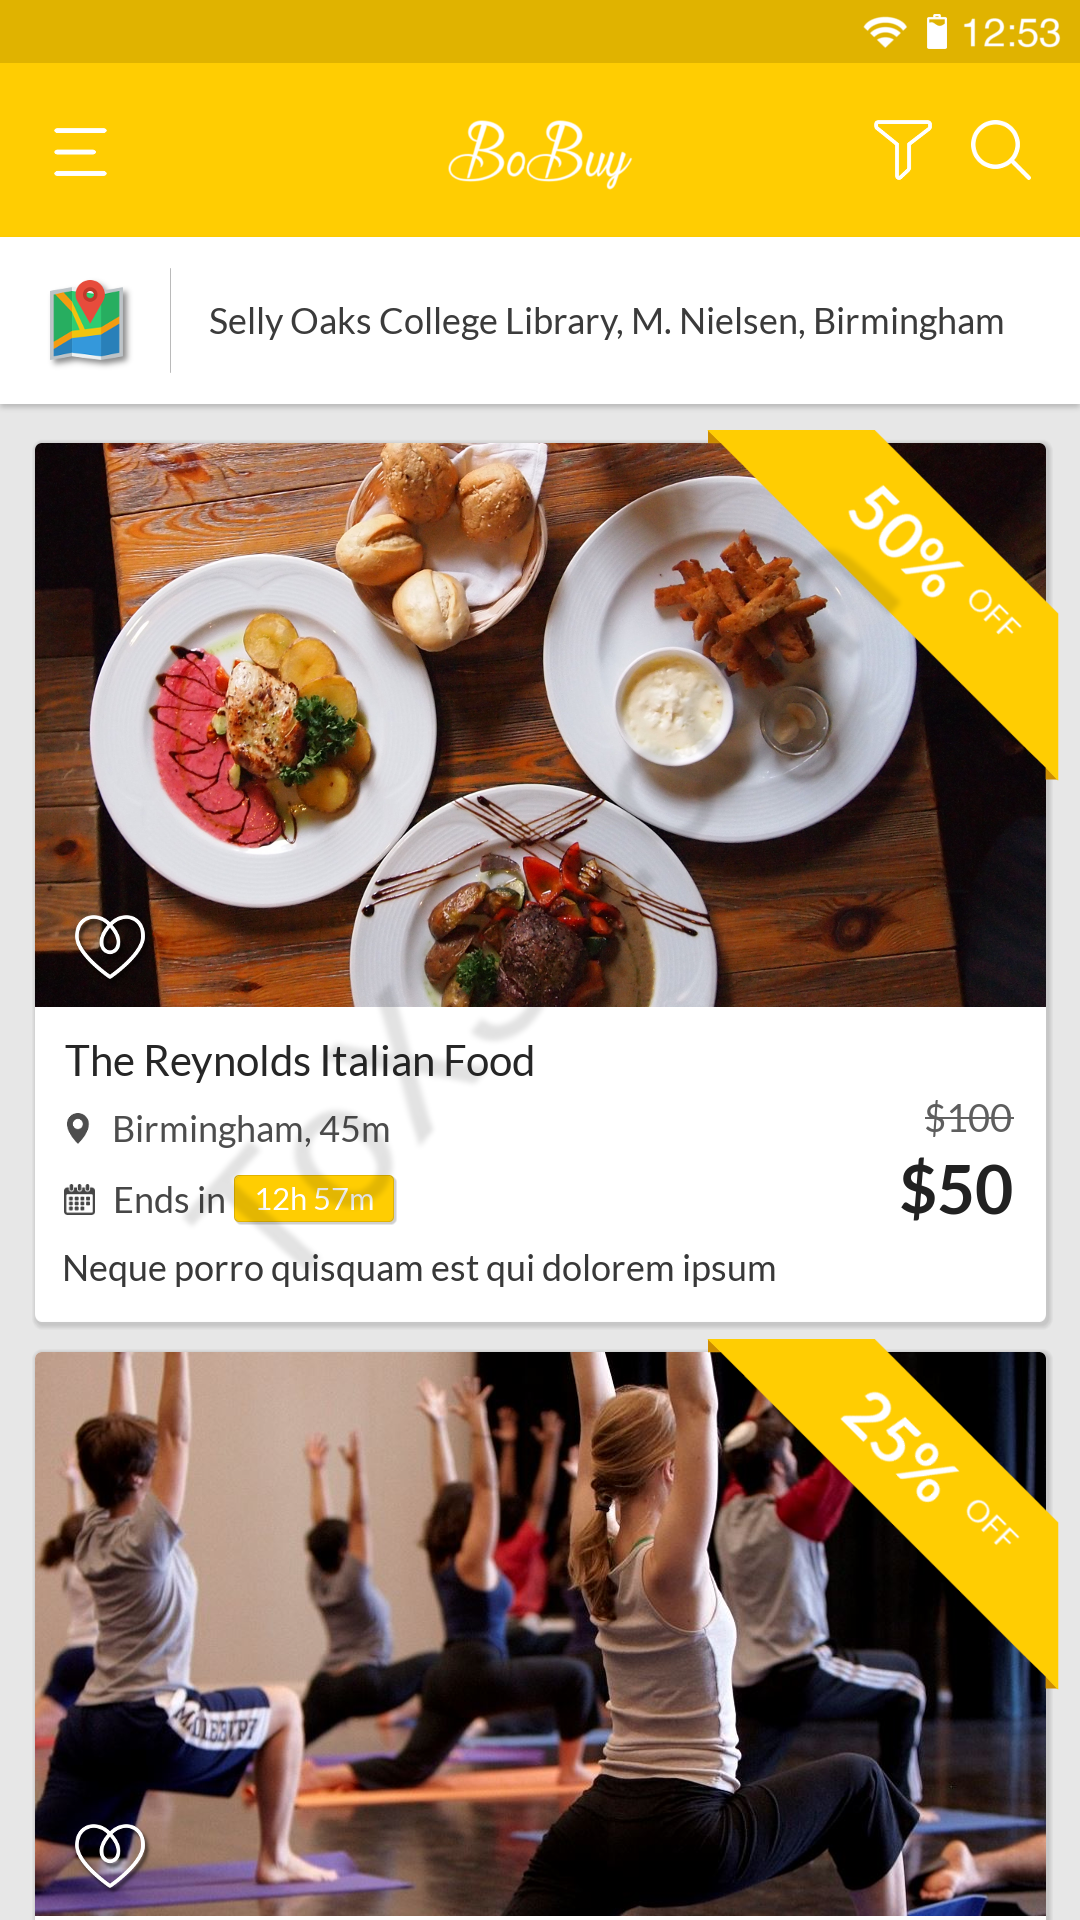 12:53
BoBuy
Selly Oaks College Library, M. Nielsen, Birmingham
50% OFF
The Reynolds Italian Food
Birmingham, 45m
$100
Ends in 12h 57m
$50
Neque porro quisquam est qui dolorem ipsum
25% OFF